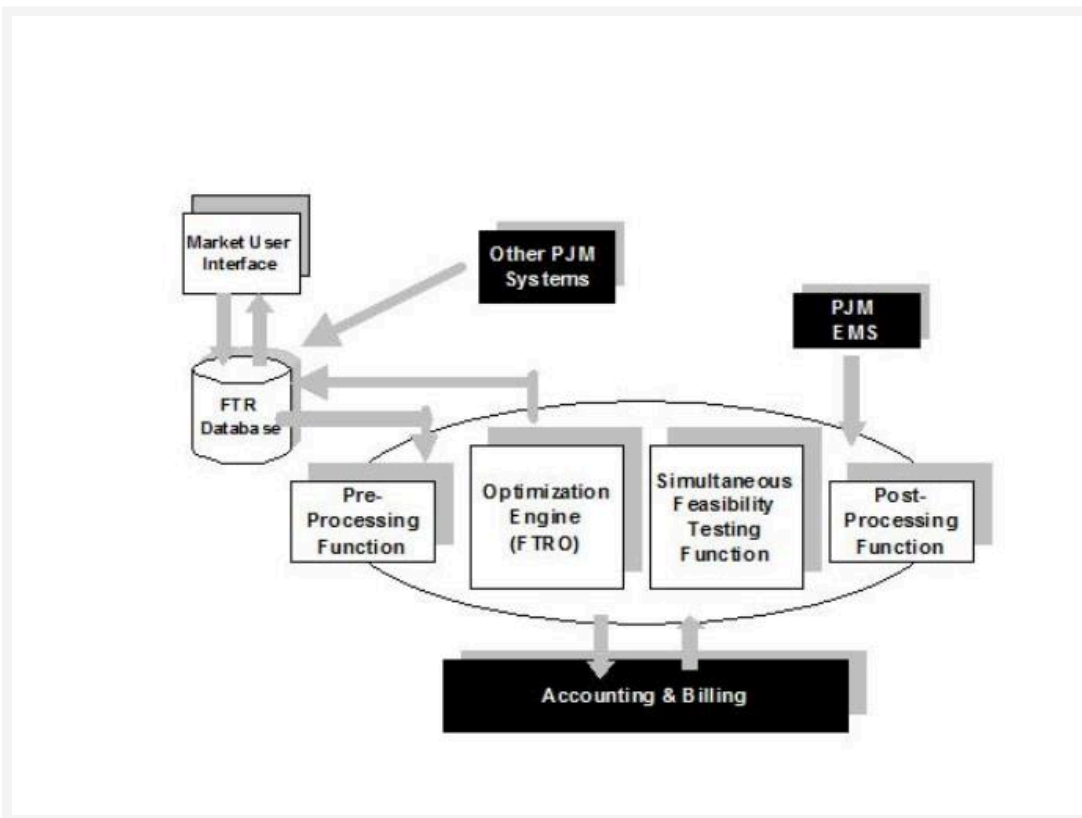 Market User
Interface
Other PJM
Systems
PJM
EMS
FTR
Database
Pre-
Processing
Function
Optimization
Engine
(FTRO)
Simultaneous
Feasibility
Testing
Function
Post-
Processing
Function
Accounting & Billing